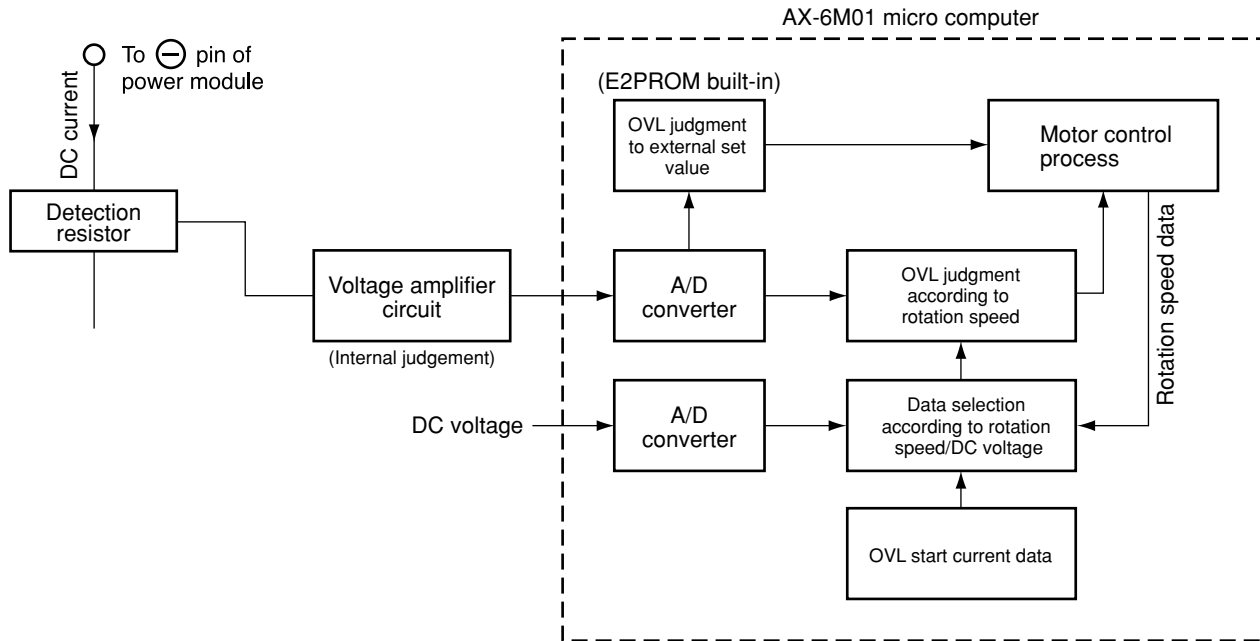 AX-6M01 micro computer
To ⊖ pin of
power module
DC current
(E2PROM built-in)
OVL judgment
to external set
value
Motor control
process
Detection
resistor
Rotation speed data
Voltage amplifier
circuit
(Internal judgement)
A/D
converter
OVL judgment
according to
rotation speed
DC voltage
A/D
converter
Data selection
according to rotation
speed/DC voltage
OVL start current data